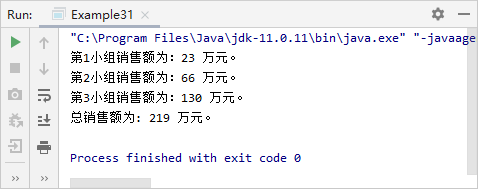 Run: Example31
"C:\Program Files\Java\jdk-11.0.11\bin\java.exe" "-javaage
第1小组销售额为: 23 万元。
第2小组销售额为: 66 万元。
第3小组销售额为: 130 万元。
总销售额为: 219 万元。
Process finished with exit code 0